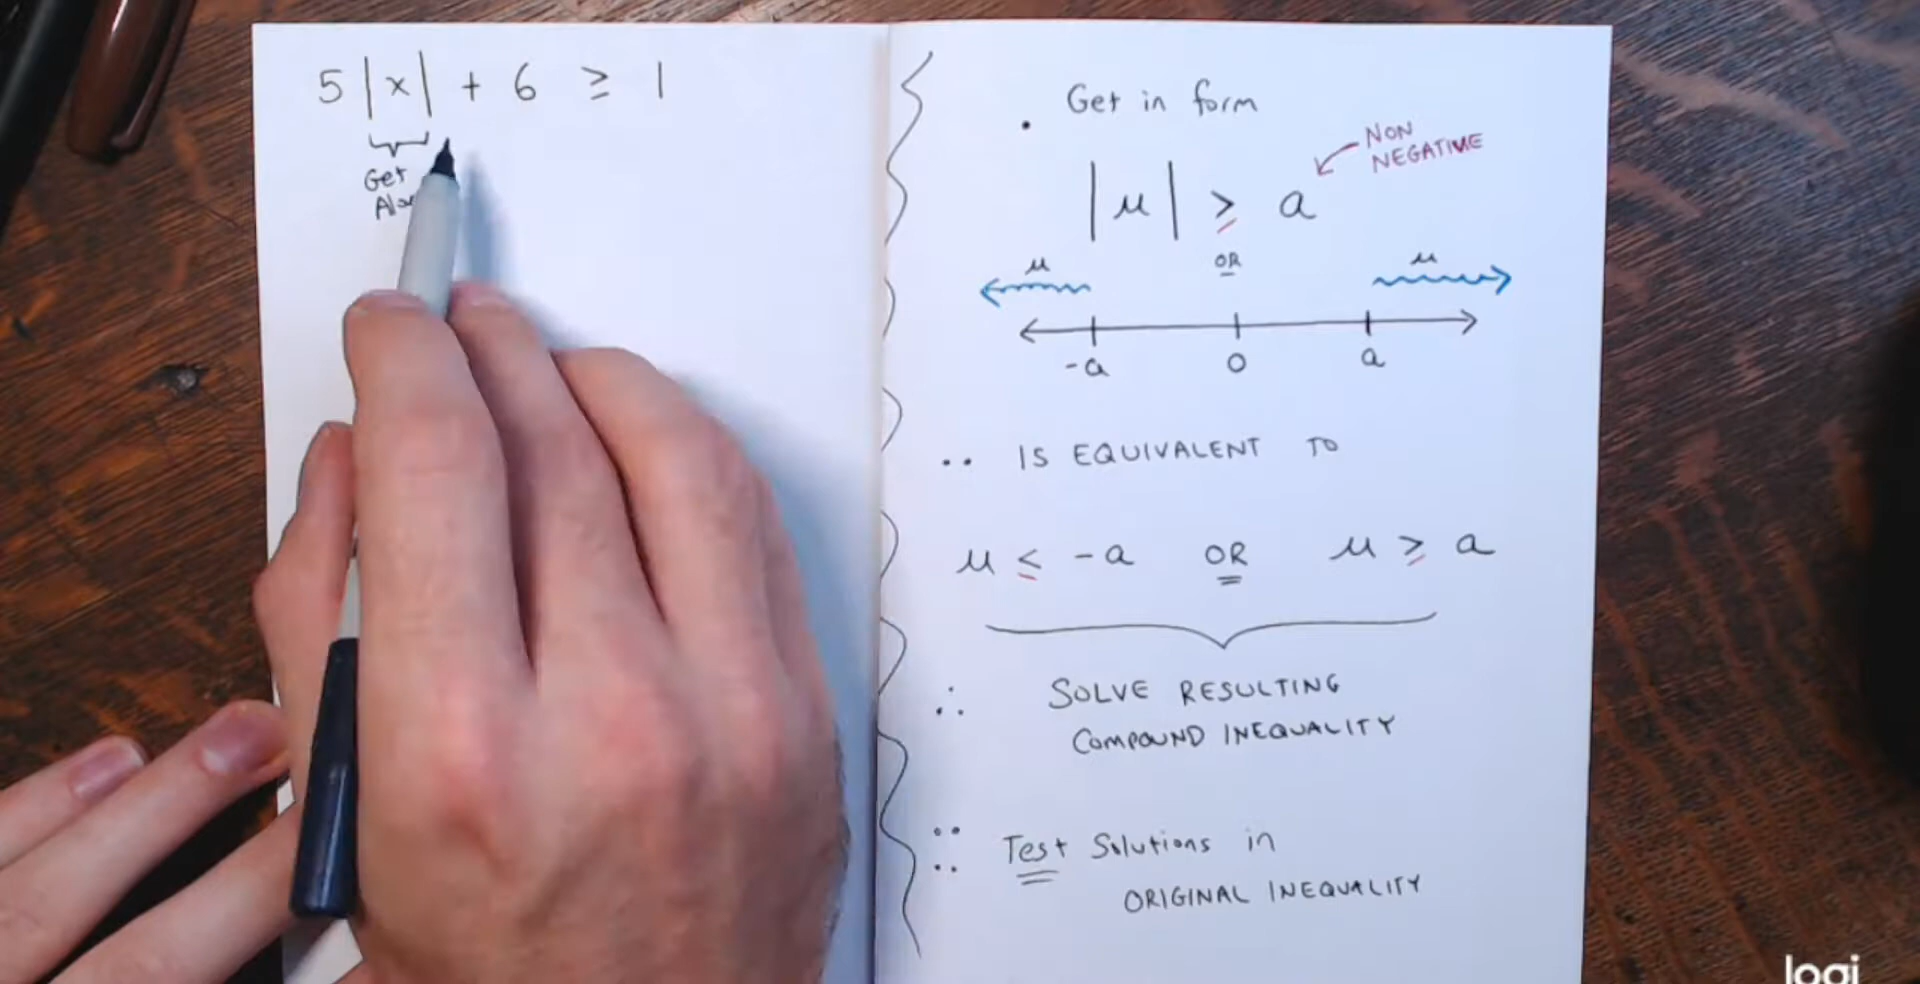 5 |x| + 6 ≥ 1
Get
• Get in form
NON
NEGATIVE
|μ| ≥ a
μ OR μ
-a 0 a
•• IS EQUIVALENT TO
μ ≤ -a OR μ ≥ a
∴ SOLVE RESULTING
COMPOUND INEQUALITY
:: Test Solutions in
ORIGINAL INEQUALITY
logi